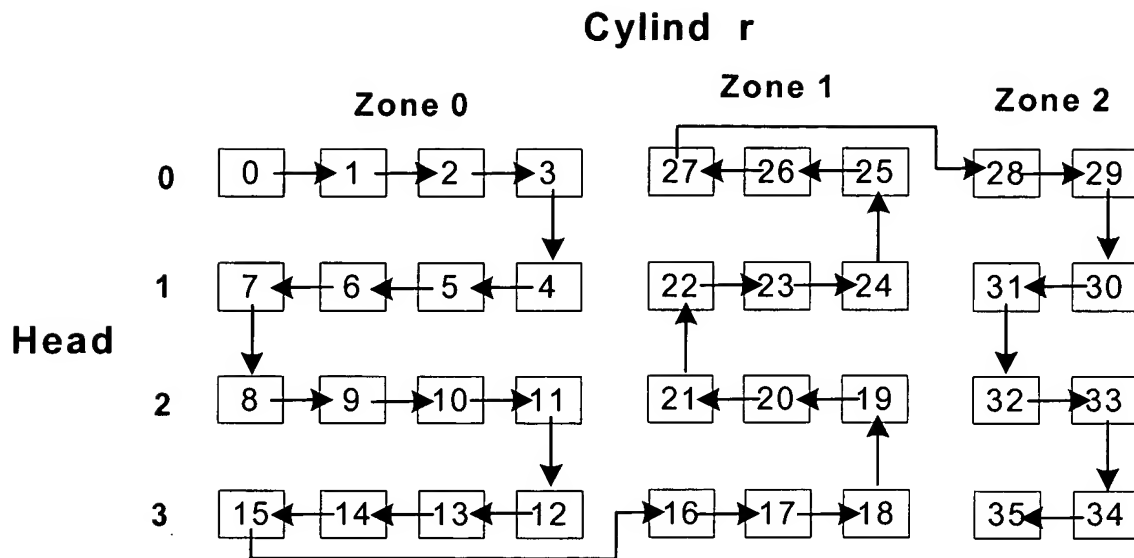 Cylind r
Zone 0 Zone 1 Zone 2
0 0 1 2 3 27 26 25 28 29
1 7 6 5 4 22 23 24 31 30
Head
2 8 9 10 11 21 20 19 32 33
3 15 14 13 12 16 17 18 35 34